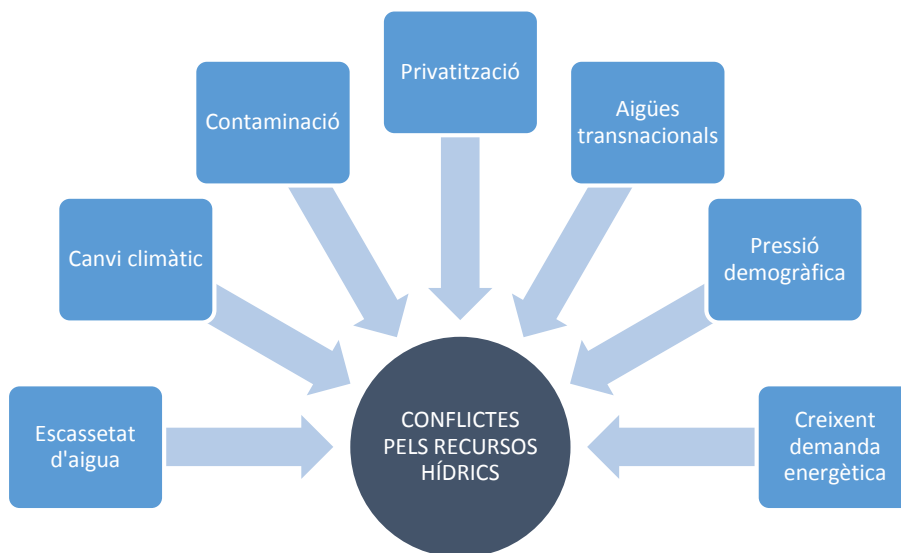 Privatització
Contaminació
Aigües
transnacionals
Canvi climàtic
Pressió
demogràfica
Escassetat
d'aigua
CONFLICTES
PELS RECURSOS
HÍDRICS
Creixent
demanda
energètica